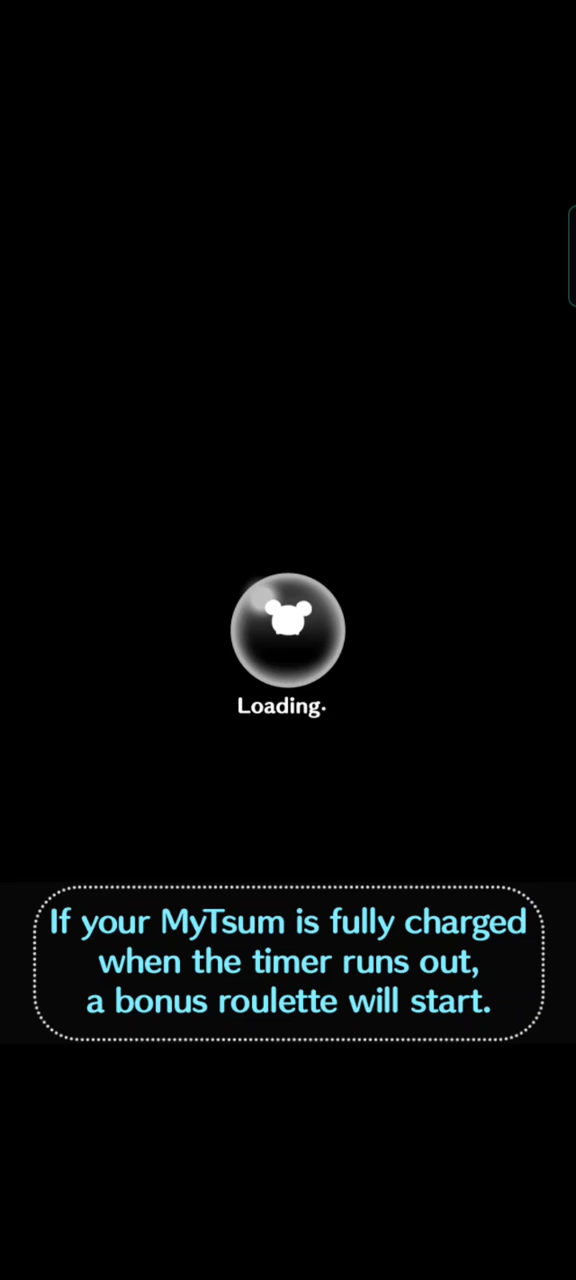 Loading.
If your MyTsum is fully charged
when the timer runs out,
a bonus roulette will start.